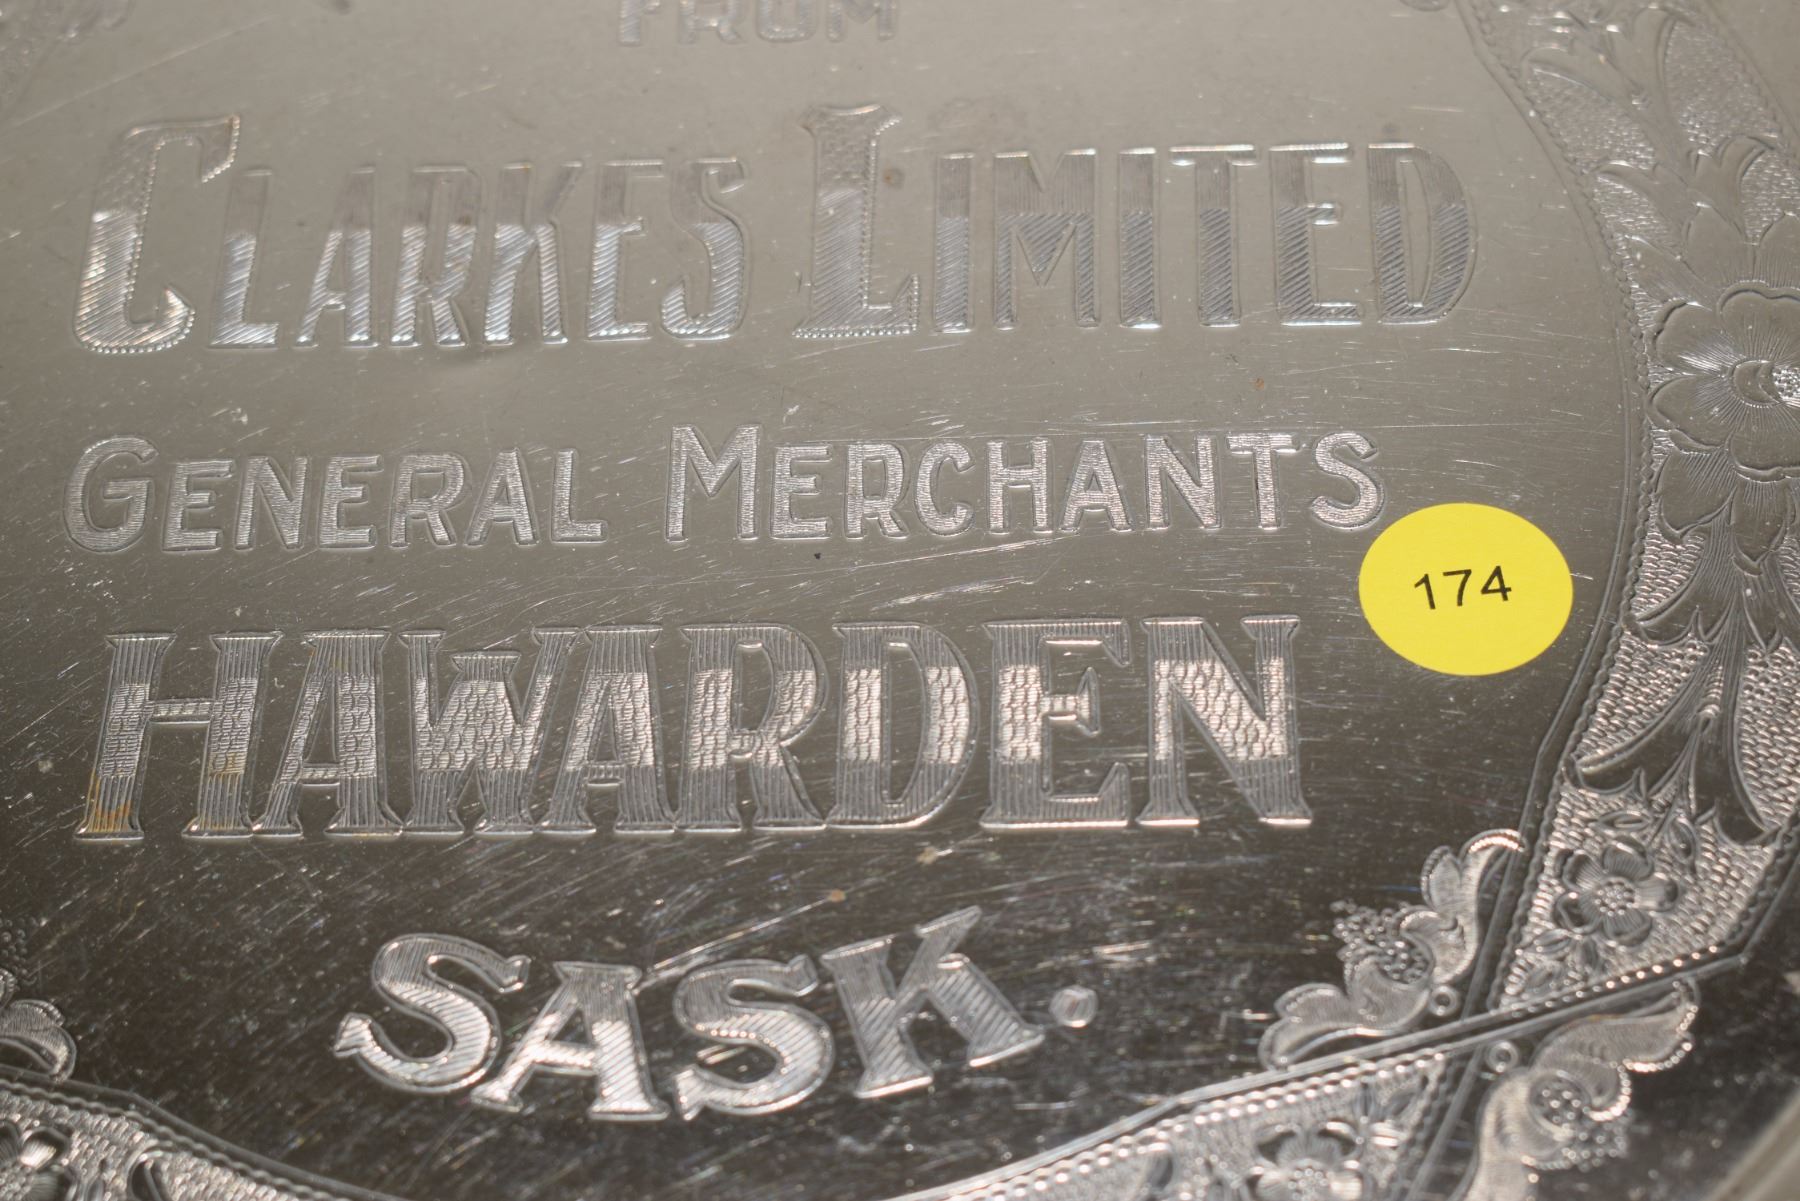 FROM
CLARKES LIMITED
GENERAL MERCHANTS
174
HAWARDEN
SASK.